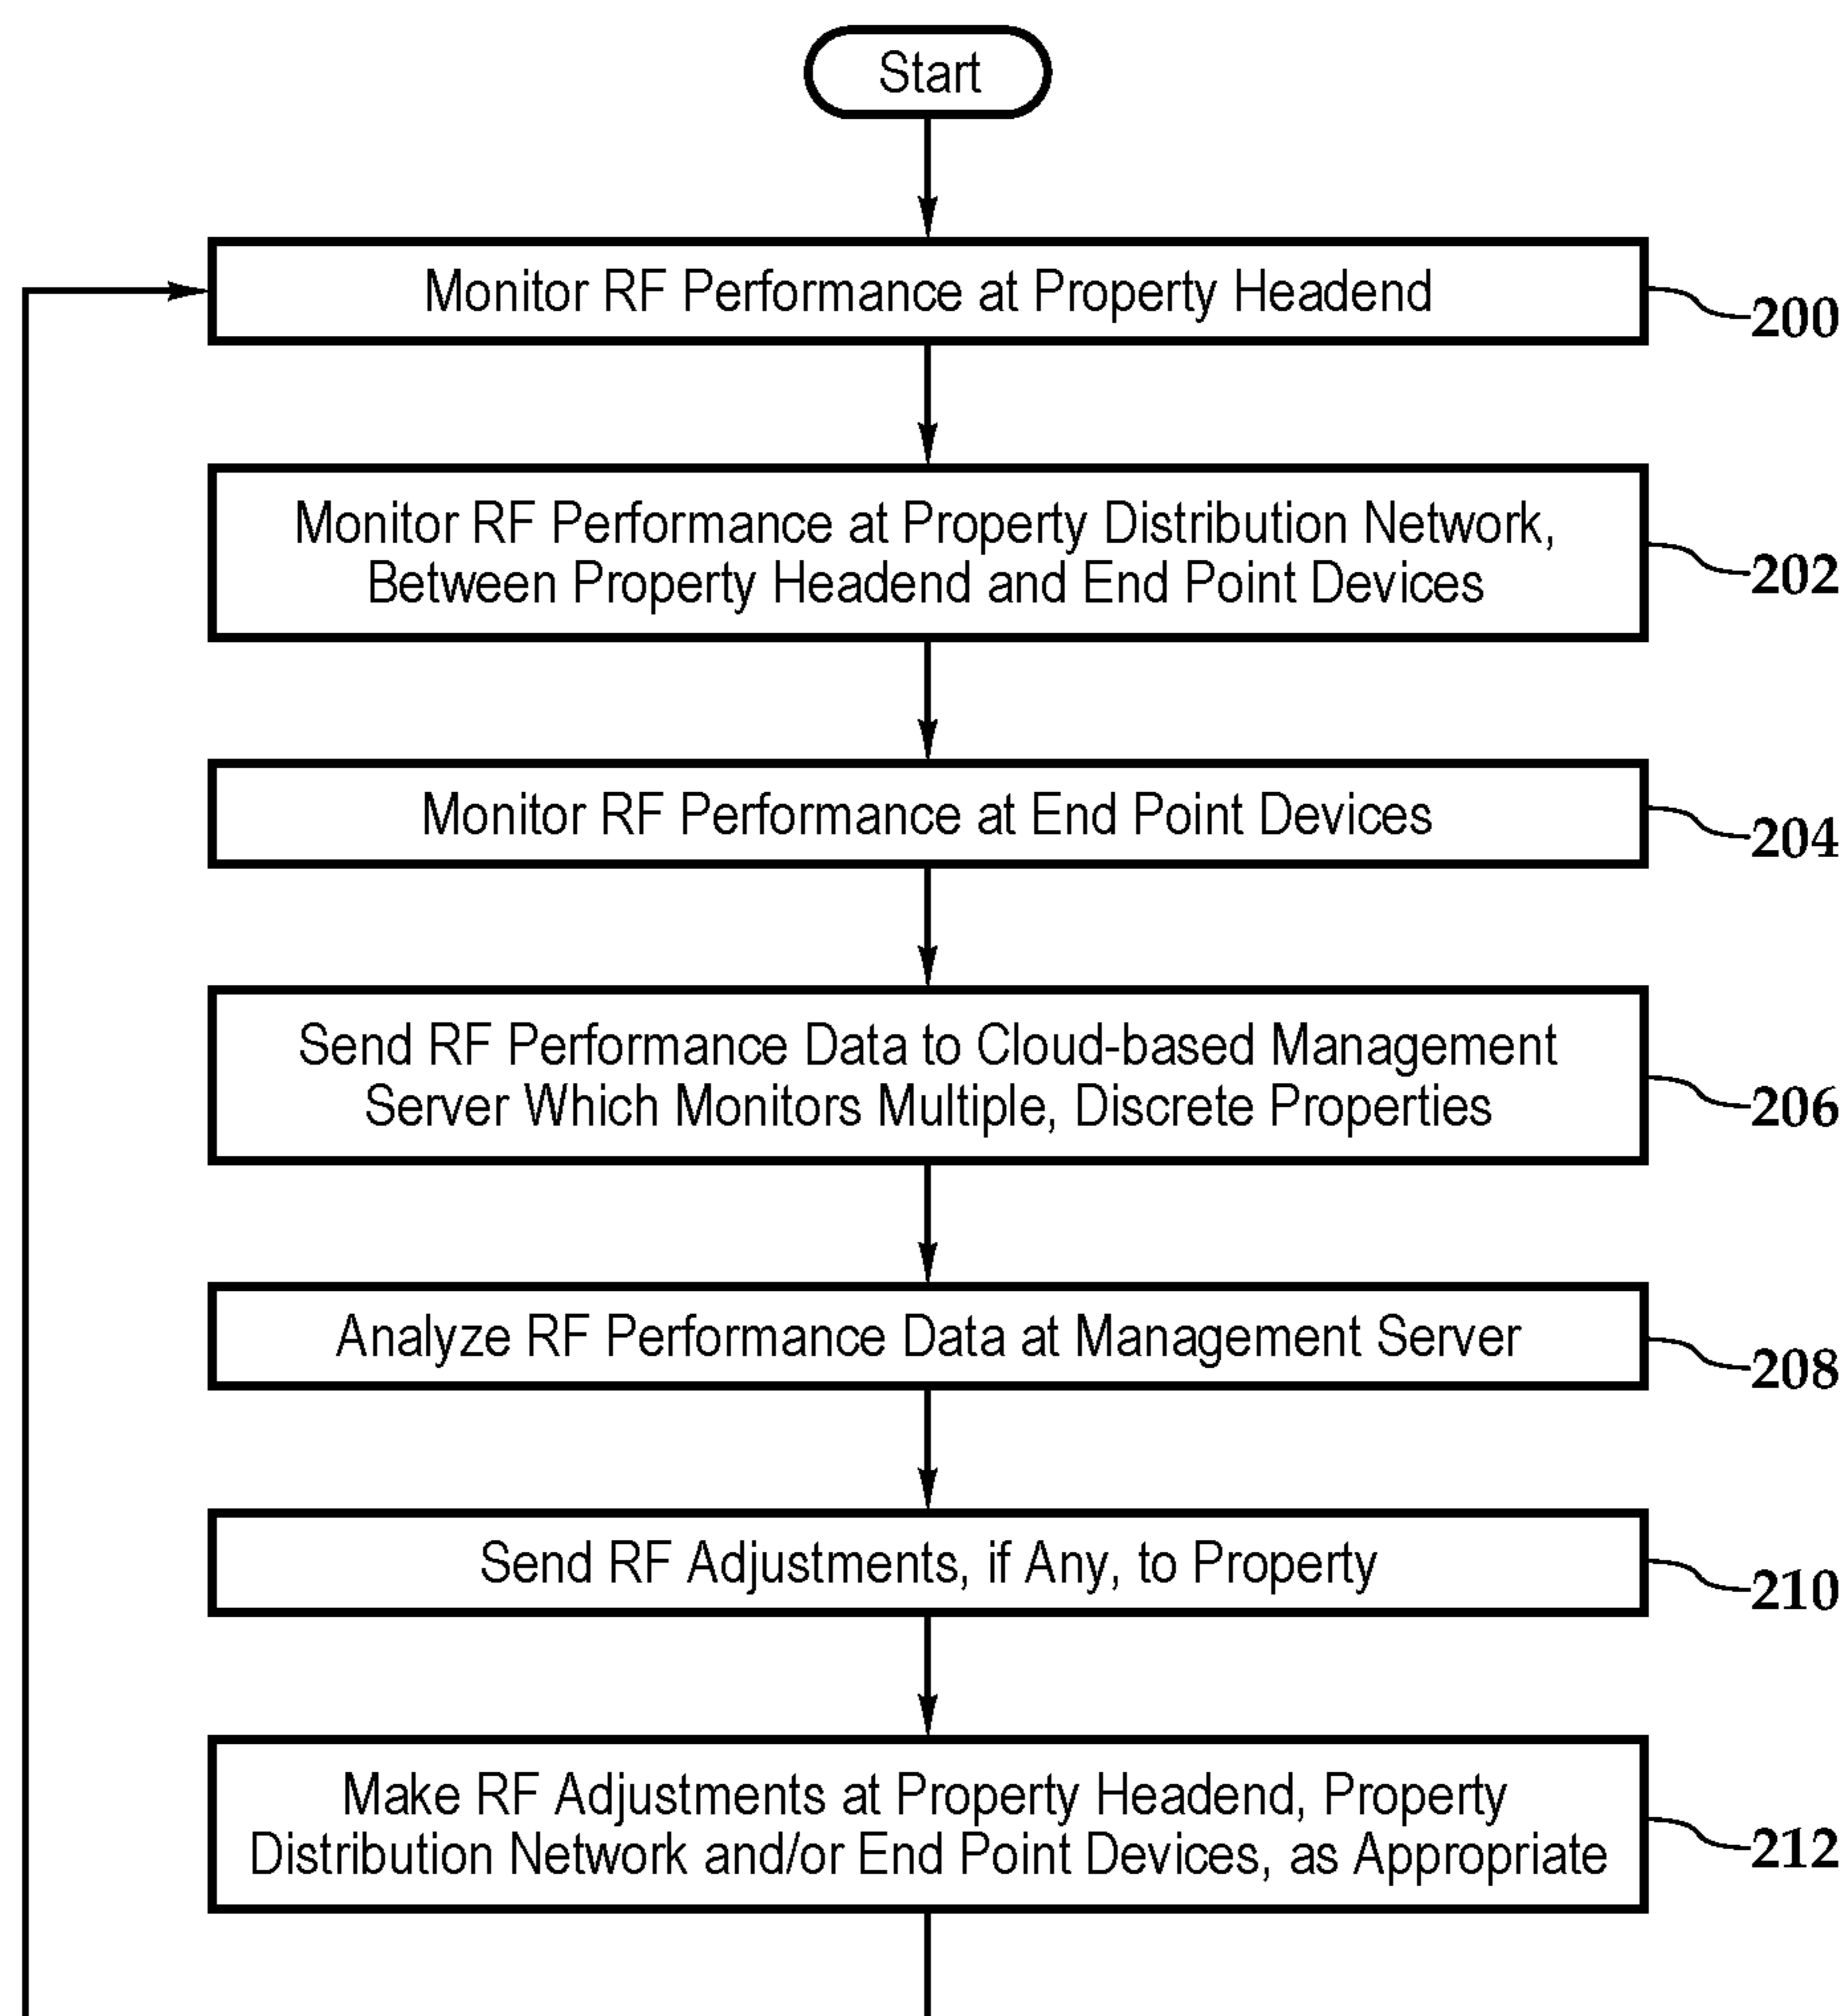 Start
Monitor RF Performance at Property Headend
200
Monitor RF Performance at Property Distribution Network,
Between Property Headend and End Point Devices
202
Monitor RF Performance at End Point Devices
204
Send RF Performance Data to Cloud-based Management
Server Which Monitors Multiple, Discrete Properties
206
Analyze RF Performance Data at Management Server
208
Send RF Adjustments, if Any, to Property
210
Make RF Adjustments at Property Headend, Property
Distribution Network and/or End Point Devices, as Appropriate
212